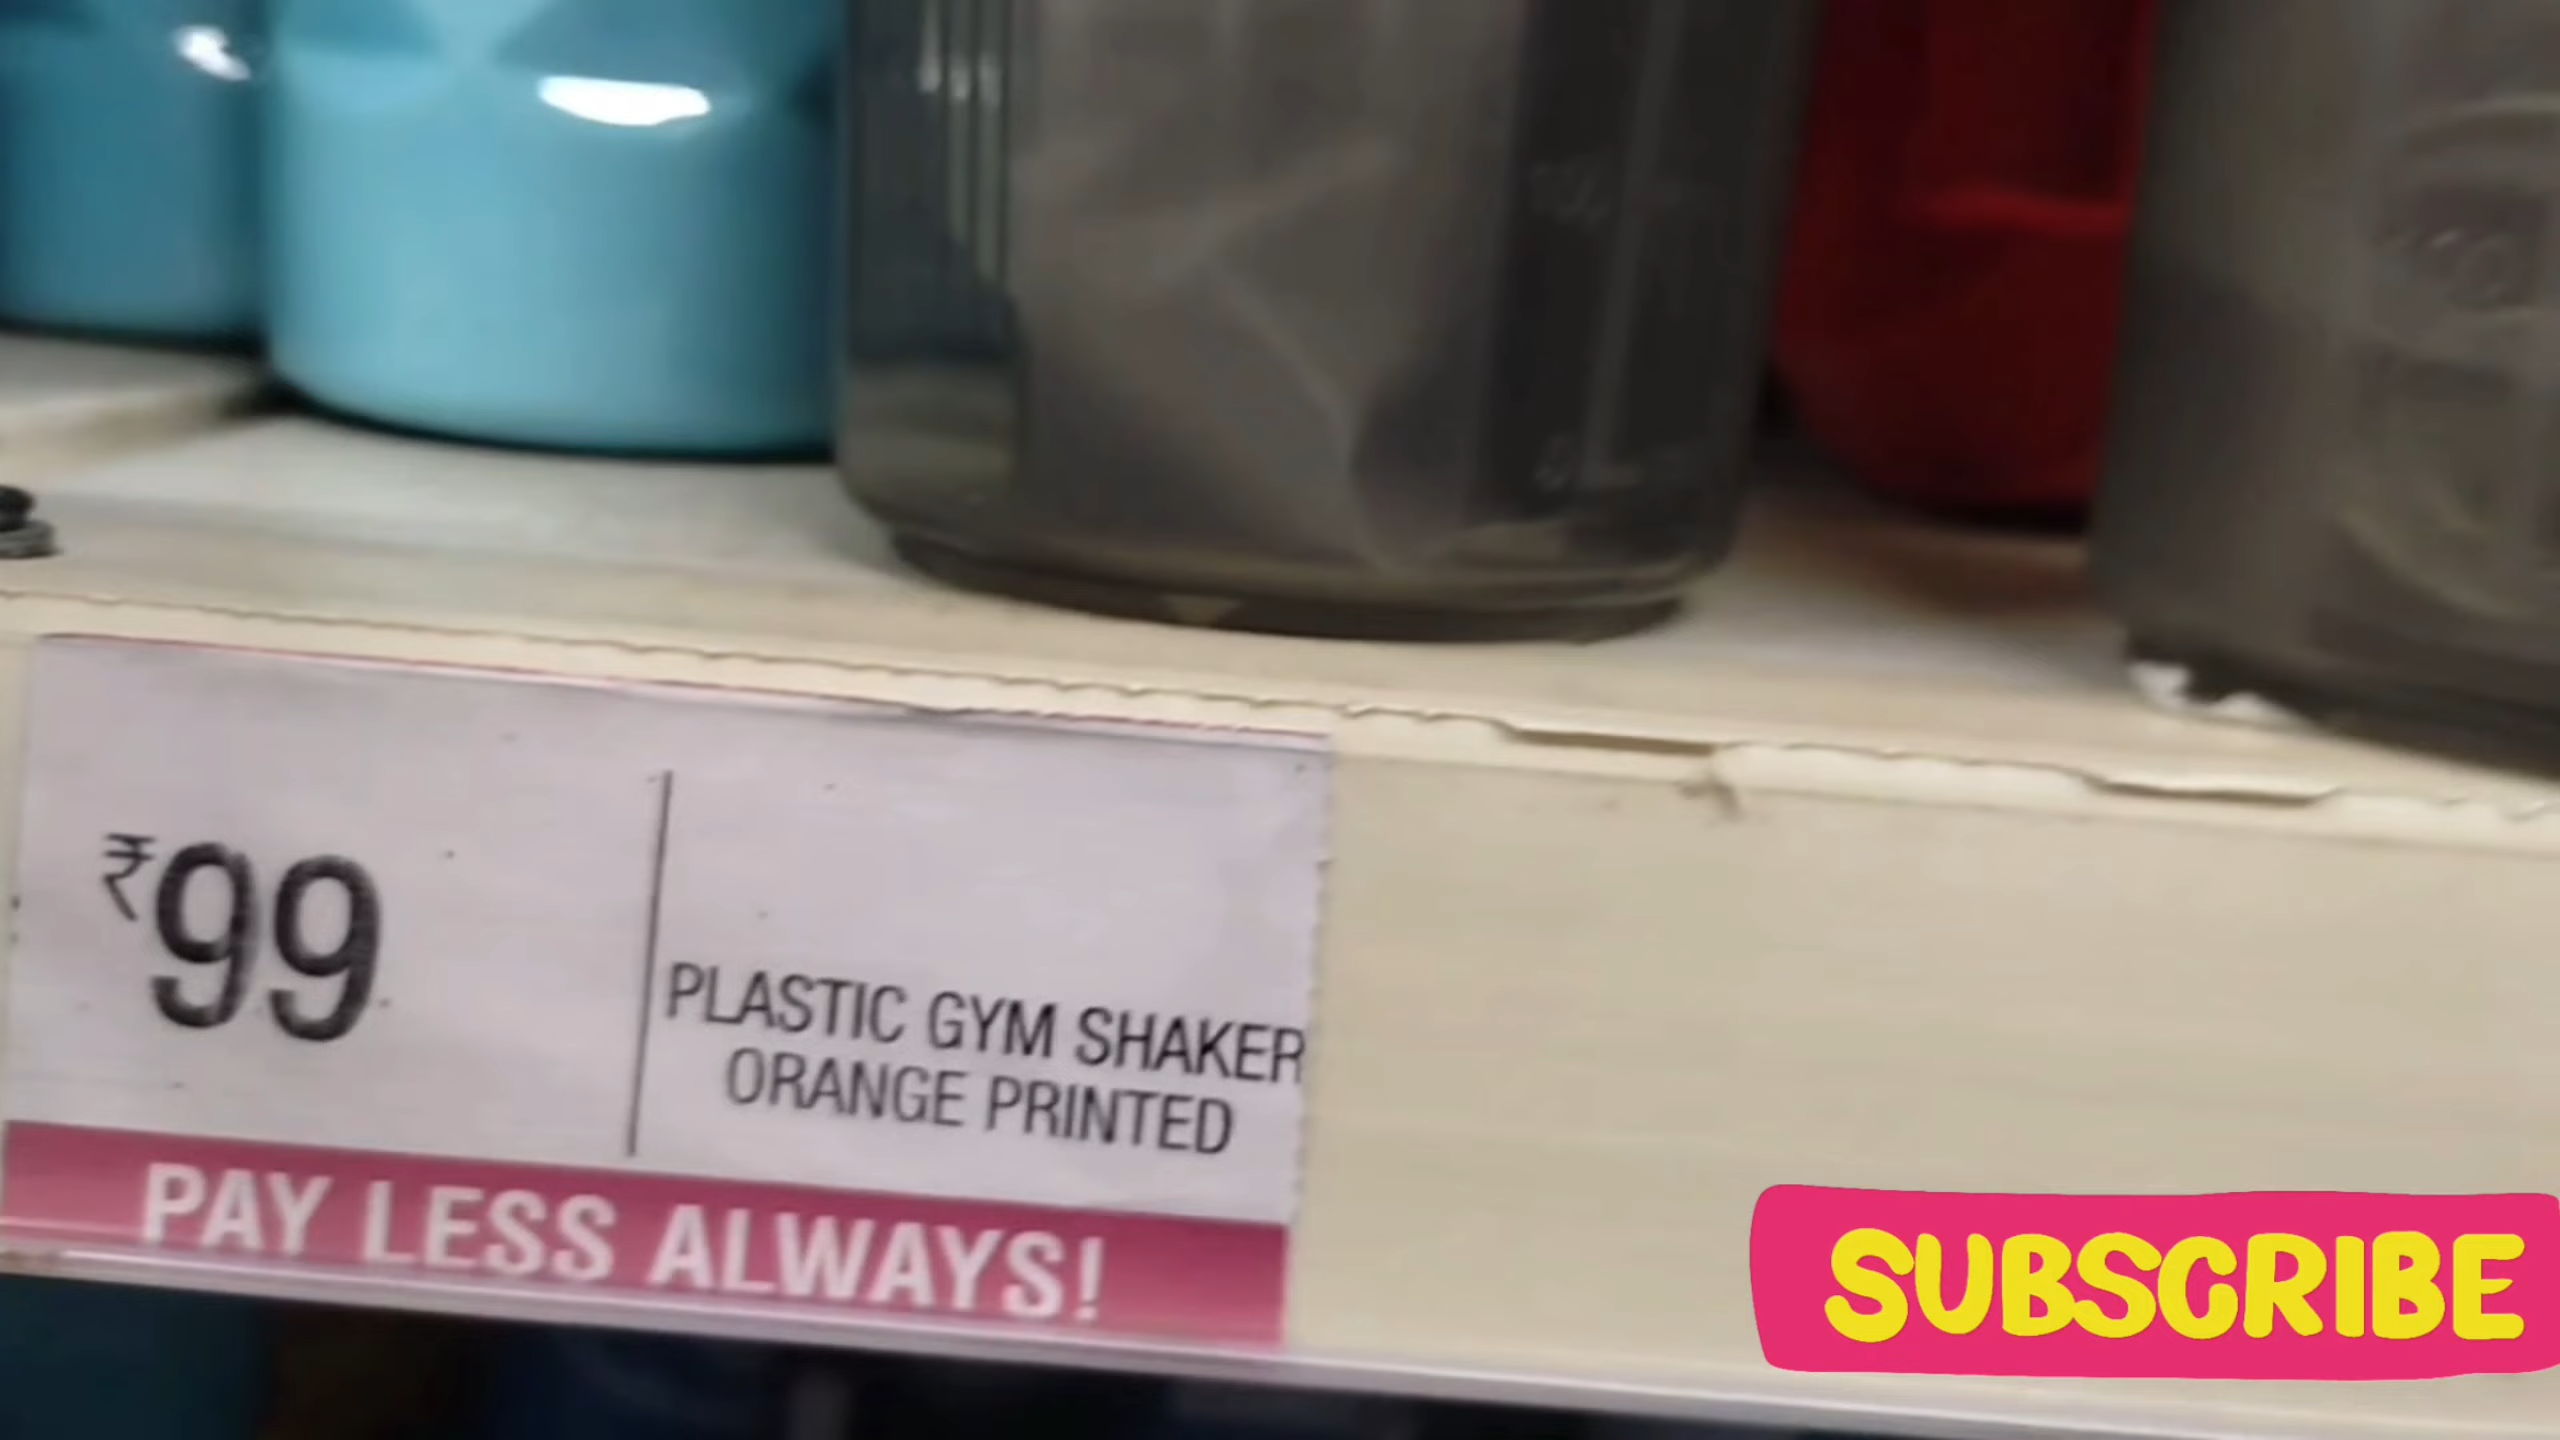 ₹99
PLASTIC GYM SHAKER
ORANGE PRINTED
PAY LESS ALWAYS!
SUBSCRIBE